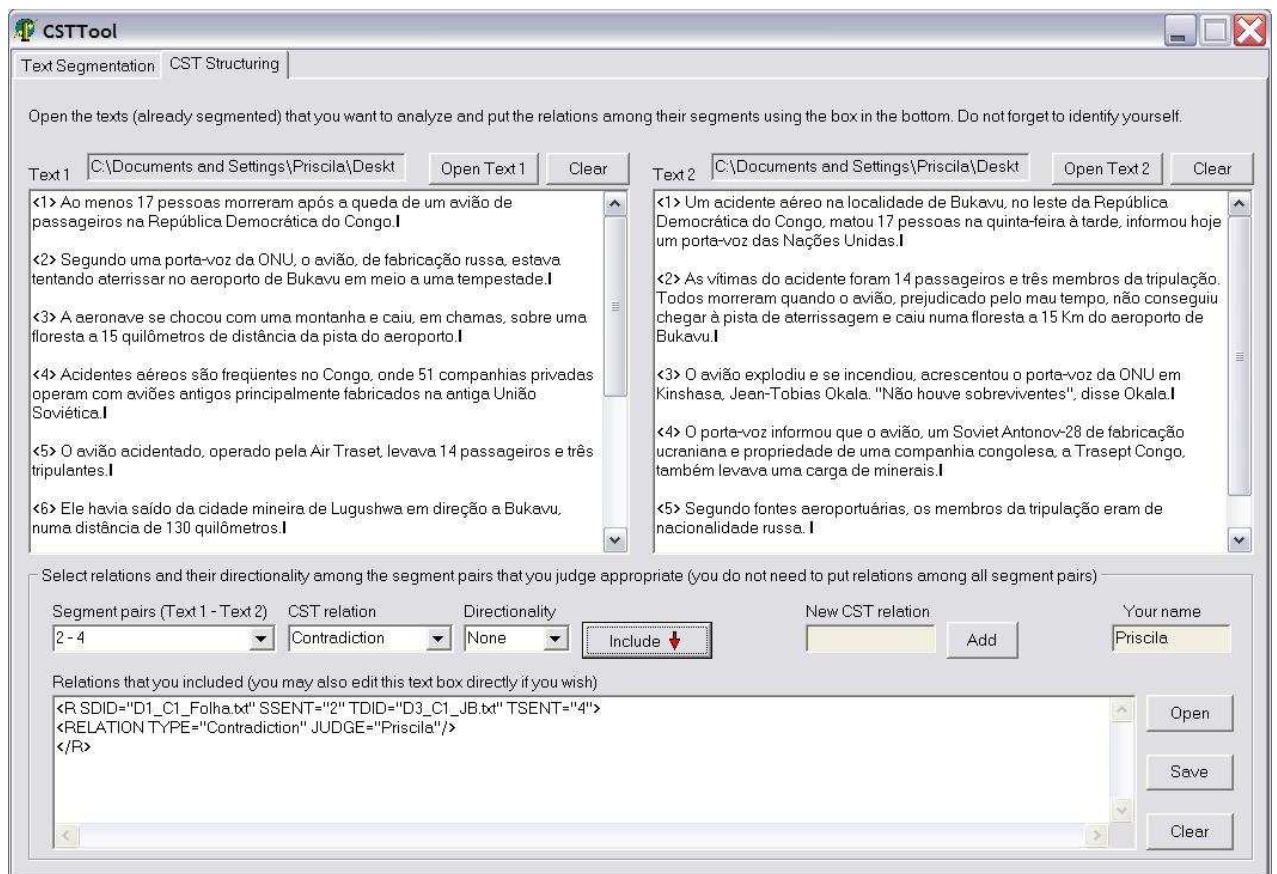 CSTTool
Text Segmentation CST Structuring
Open the texts (already segmented) that you want to analyze and put the relations among their segments using the box in the bottom. Do not forget to identify yourself.
Text 1 C:\Documents and Settings\Priscila\Deskt Open Text 1 Clear
<1> Ao menos 17 pessoas morreram após a queda de um avião de
passageiros na República Democrática do Congo.
<2> Segundo uma porta-voz da ONU, o avião, de fabricação russa, estava
tentando aterrissar no aeroporto de Bukavu em meio a uma tempestade.
<3> A aeronave se chocou com uma montanha e caiu, em chamas, sobre uma
floresta a 15 quilômetros de distância da pista do aeroporto.
<4> Acidentes aéreos são freqüentes no Congo, onde 51 companhias privadas
operam com aviões antigos principalmente fabricados na antiga União
Soviética.
<5> O avião acidentado, operado pela Air Traset, levava 14 passageiros e três
tripulantes.
<6> Ele havia saído da cidade mineira de Lugushwa em direção a Bukavu,
numa distância de 130 quilômetros.
Text 2 C:\Documents and Settings\Priscila\Deskt Open Text 2 Clear
<1> Um acidente aéreo na localidade de Bukavu, no leste da República
Democrática do Congo, matou 17 pessoas na quinta-feira à tarde, informou hoje
um porta-voz das Nações Unidas.
<2> As vítimas do acidente foram 14 passageiros e três membros da tripulação.
Todos morreram quando o avião, prejudicado pelo mau tempo, não conseguiu
chegar à pista de aterrissagem e caiu numa floresta a 15 Km do aeroporto de
Bukavu.
<3> O avião explodiu e se incendiou, acrescentou o porta-voz da ONU em
Kinshasa, Jean-Tobias Okala. "Não houve sobreviventes", disse Okala.
<4> O porta-voz informou que o avião, um Soviet Antonov-28 de fabricação
ucraniana e propriedade de uma companhia congolesa, a Trasept Congo,
também levava uma carga de minerais.
<5> Segundo fontes aeroportuárias, os membros da tripulação eram de
nacionalidade russa.
Select relations and their directionality among the segment pairs that you judge appropriate (you do not need to put relations among all segment pairs)
Segment pairs (Text 1 - Text 2) CST relation Directionality New CST relation Your name
2 - 4 Contradiction None Include Add Priscila
Relations that you included (you may also edit this text box directly if you wish)
<R SDID="D1_C1_Folha.txt" SSENT="2" TDID="D3_C1_JB.txt" TSENT="4">
<RELATION TYPE="Contradiction" JUDGE="Priscila"/>
</R>
Open
Save
Clear